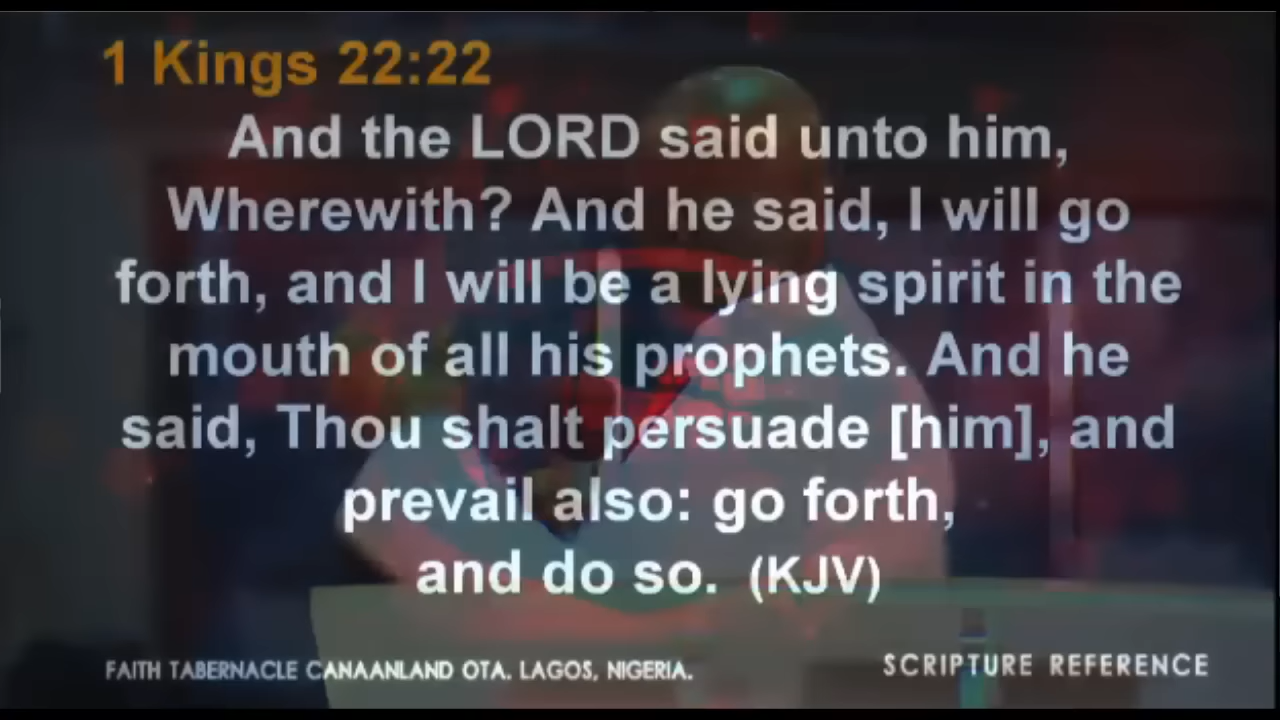 1 Kings 22:22
And the LORD said unto him,
Wherewith? And he said, I will go
forth, and I will be a lying spirit in the
mouth of all his prophets. And he
said, Thou shalt persuade [him], and
prevail also: go forth,
and do so. (KJV)
FAITH TABERNACLE CANAANLAND OTA. LAGOS, NIGERIA.
SCRIPTURE REFERENCE